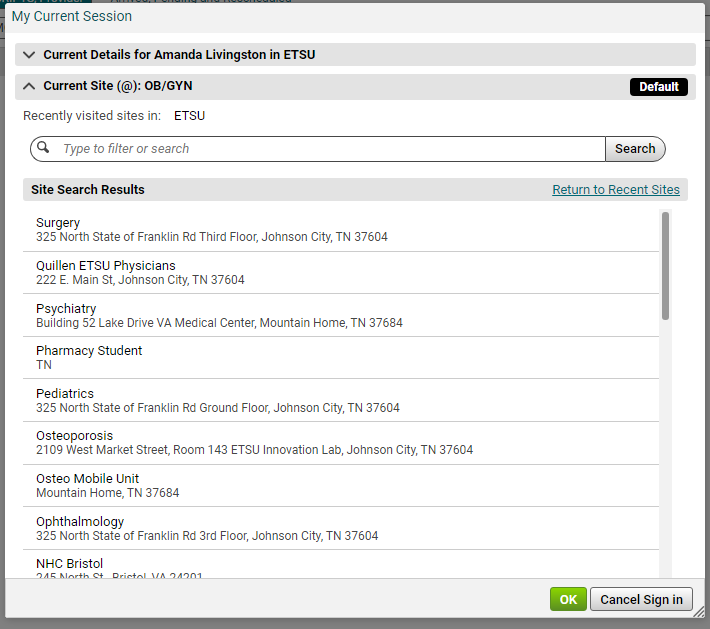 Arrived, Pending and Rescheduled
My Current Session
Current Details for Amanda Livingston in ETSU
Current Site (@): OB/GYN
Default
Recently visited sites in: ETSU
Type to filter or search
Search
Site Search Results
Return to Recent Sites
Surgery
325 North State of Franklin Rd Third Floor, Johnson City, TN 37604
Quillen ETSU Physicians
222 E. Main St, Johnson City, TN 37604
Psychiatry
Building 52 Lake Drive VA Medical Center, Mountain Home, TN 37684
Pharmacy Student
TN
Pediatrics
325 North State of Franklin Rd Ground Floor, Johnson City, TN 37604
Osteoporosis
2109 West Market Street, Room 143 ETSU Innovation Lab, Johnson City, TN 37604
Osteo Mobile Unit
Mountain Home, TN 37684
Ophthalmology
325 North State of Franklin Rd 3rd Floor, Johnson City, TN 37604
NHC Bristol
245 North St., Bristol, VA 24201
OK
Cancel Sign in